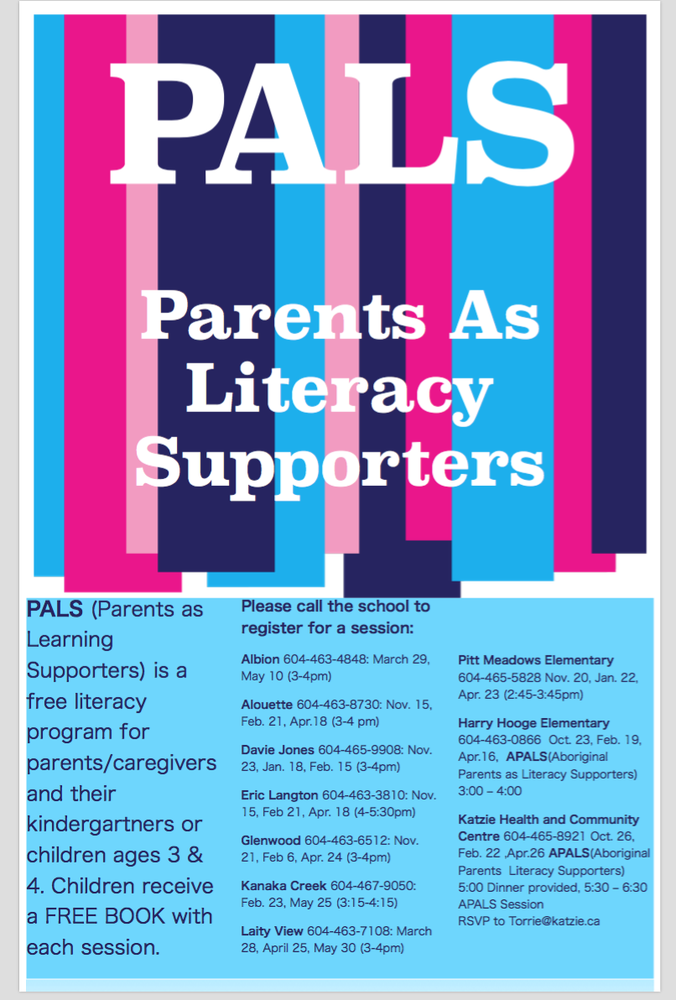 PALS
Parents As
Literacy
Supporters
PALS (Parents as
Learning
Supporters) is a
free literacy
program for
parents/caregivers
and their
kindergartners or
children ages 3 &
4. Children receive
a FREE BOOK with
each session.
Please call the school to
register for a session:
Albion 604-463-4848: March 29,
May 10 (3-4pm)
Alouette 604-463-8730: Nov. 15,
Feb. 21, Apr.18 (3-4 pm)
Davie Jones 604-465-9908: Nov.
23, Jan. 18, Feb. 15 (3-4pm)
Eric Langton 604-463-3810: Nov.
15, Feb 21, Apr. 18 (4-5:30pm)
Glenwood 604-463-6512: Nov.
21, Feb 6, Apr. 24 (3-4pm)
Kanaka Creek 604-467-9050:
Feb. 23, May 25 (3:15-4:15)
Laity View 604-463-7108: March
28, April 25, May 30 (3-4pm)
Pitt Meadows Elementary
604-465-5828 Nov. 20, Jan. 22,
Apr. 23 (2:45-3:45pm)
Harry Hooge Elementary
604-463-0866  Oct. 23, Feb. 19,
Apr.16,  APALS(Aboriginal
Parents as Literacy Supporters)
3:00 – 4:00
Katzie Health and Community
Centre 604-465-8921 Oct. 26,
Feb. 22 ,Apr.26 APALS(Aboriginal
Parents  Literacy Supporters)
5:00 Dinner provided, 5:30 – 6:30
APALS Session
RSVP to Torrie@katzie.ca